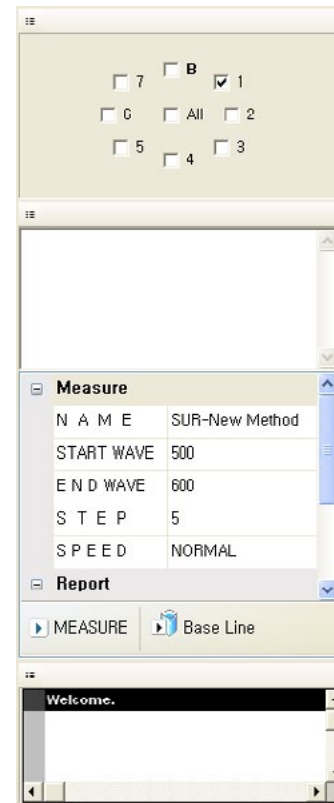 B
7
1
6
All
2
5
4
3
Measure
N A M E SUR-New Method
START WAVE 500
E N D WAVE 600
S T E P 5
S P E E D NORMAL
Report
MEASURE Base Line
Welcome.